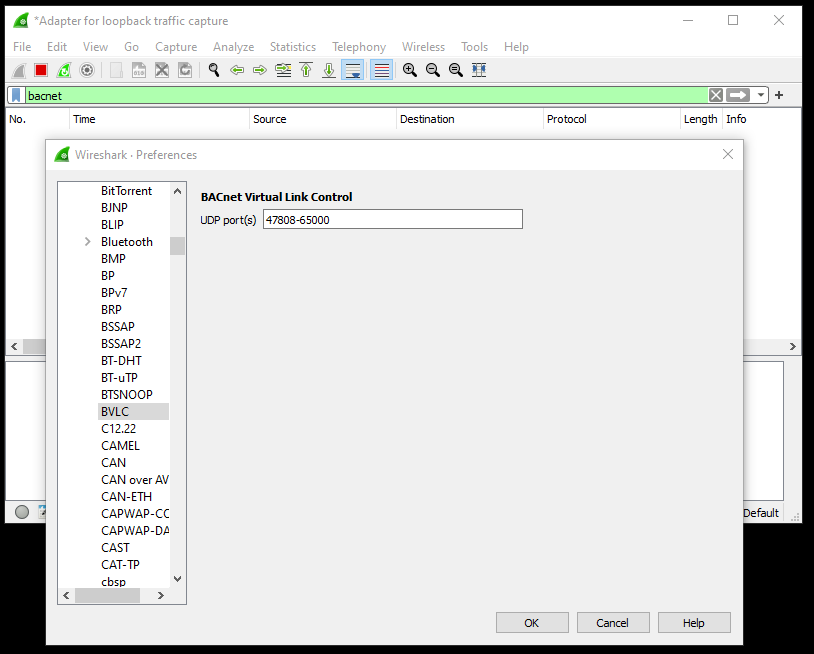 *Adapter for loopback traffic capture
File Edit View Go Capture Analyze Statistics Telephony Wireless Tools Help
bacnet
No. Time Source Destination Protocol Length Info
Wireshark · Preferences
BitTorrent
BJNP
BLIP
Bluetooth
BMP
BP
BPv7
BRP
BSSAP
BSSAP2
BT-DHT
BT-uTP
BTSNOOP
BVLC
C12.22
CAMEL
CAN
CAN over AV
CAN-ETH
CAPWAP-CO
CAPWAP-DA
CAST
CAT-TP
cbsp
BACnet Virtual Link Control
UDP port(s) 47808-65000
Default
OK Cancel Help